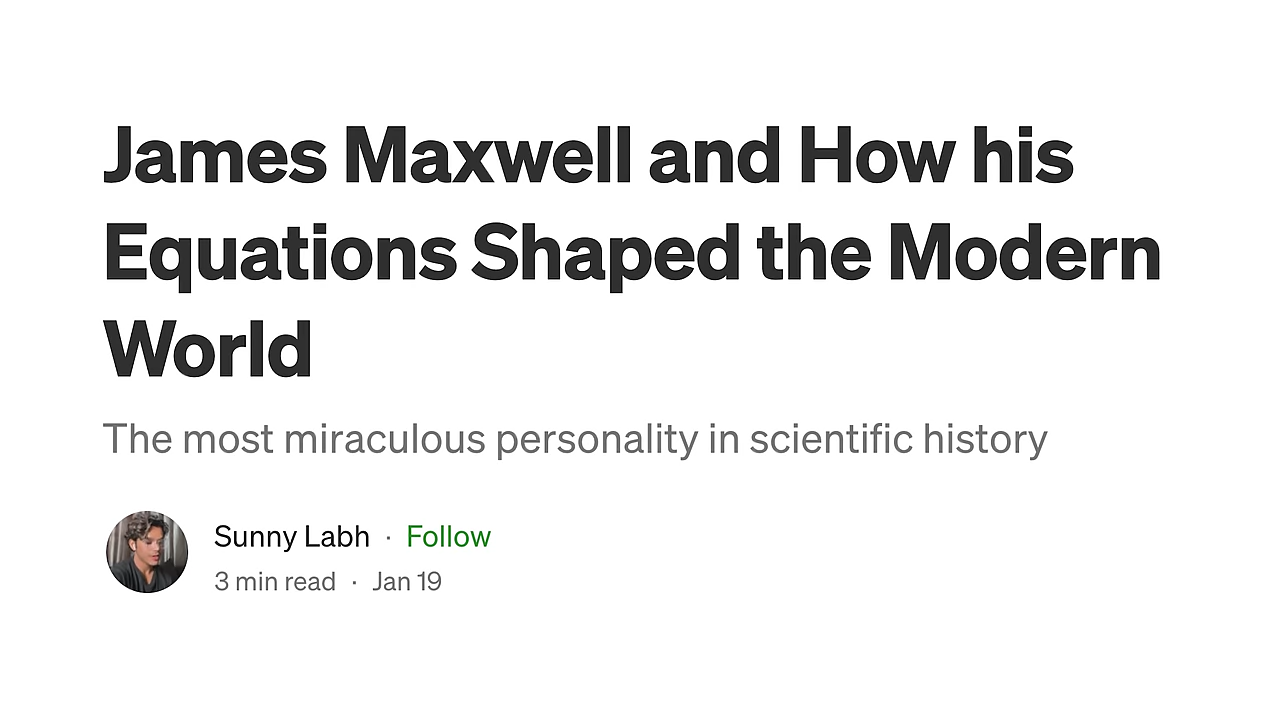 James Maxwell and How his
Equations Shaped the Modern
World
The most miraculous personality in scientific history
Sunny Labh · Follow
3 min read · Jan 19